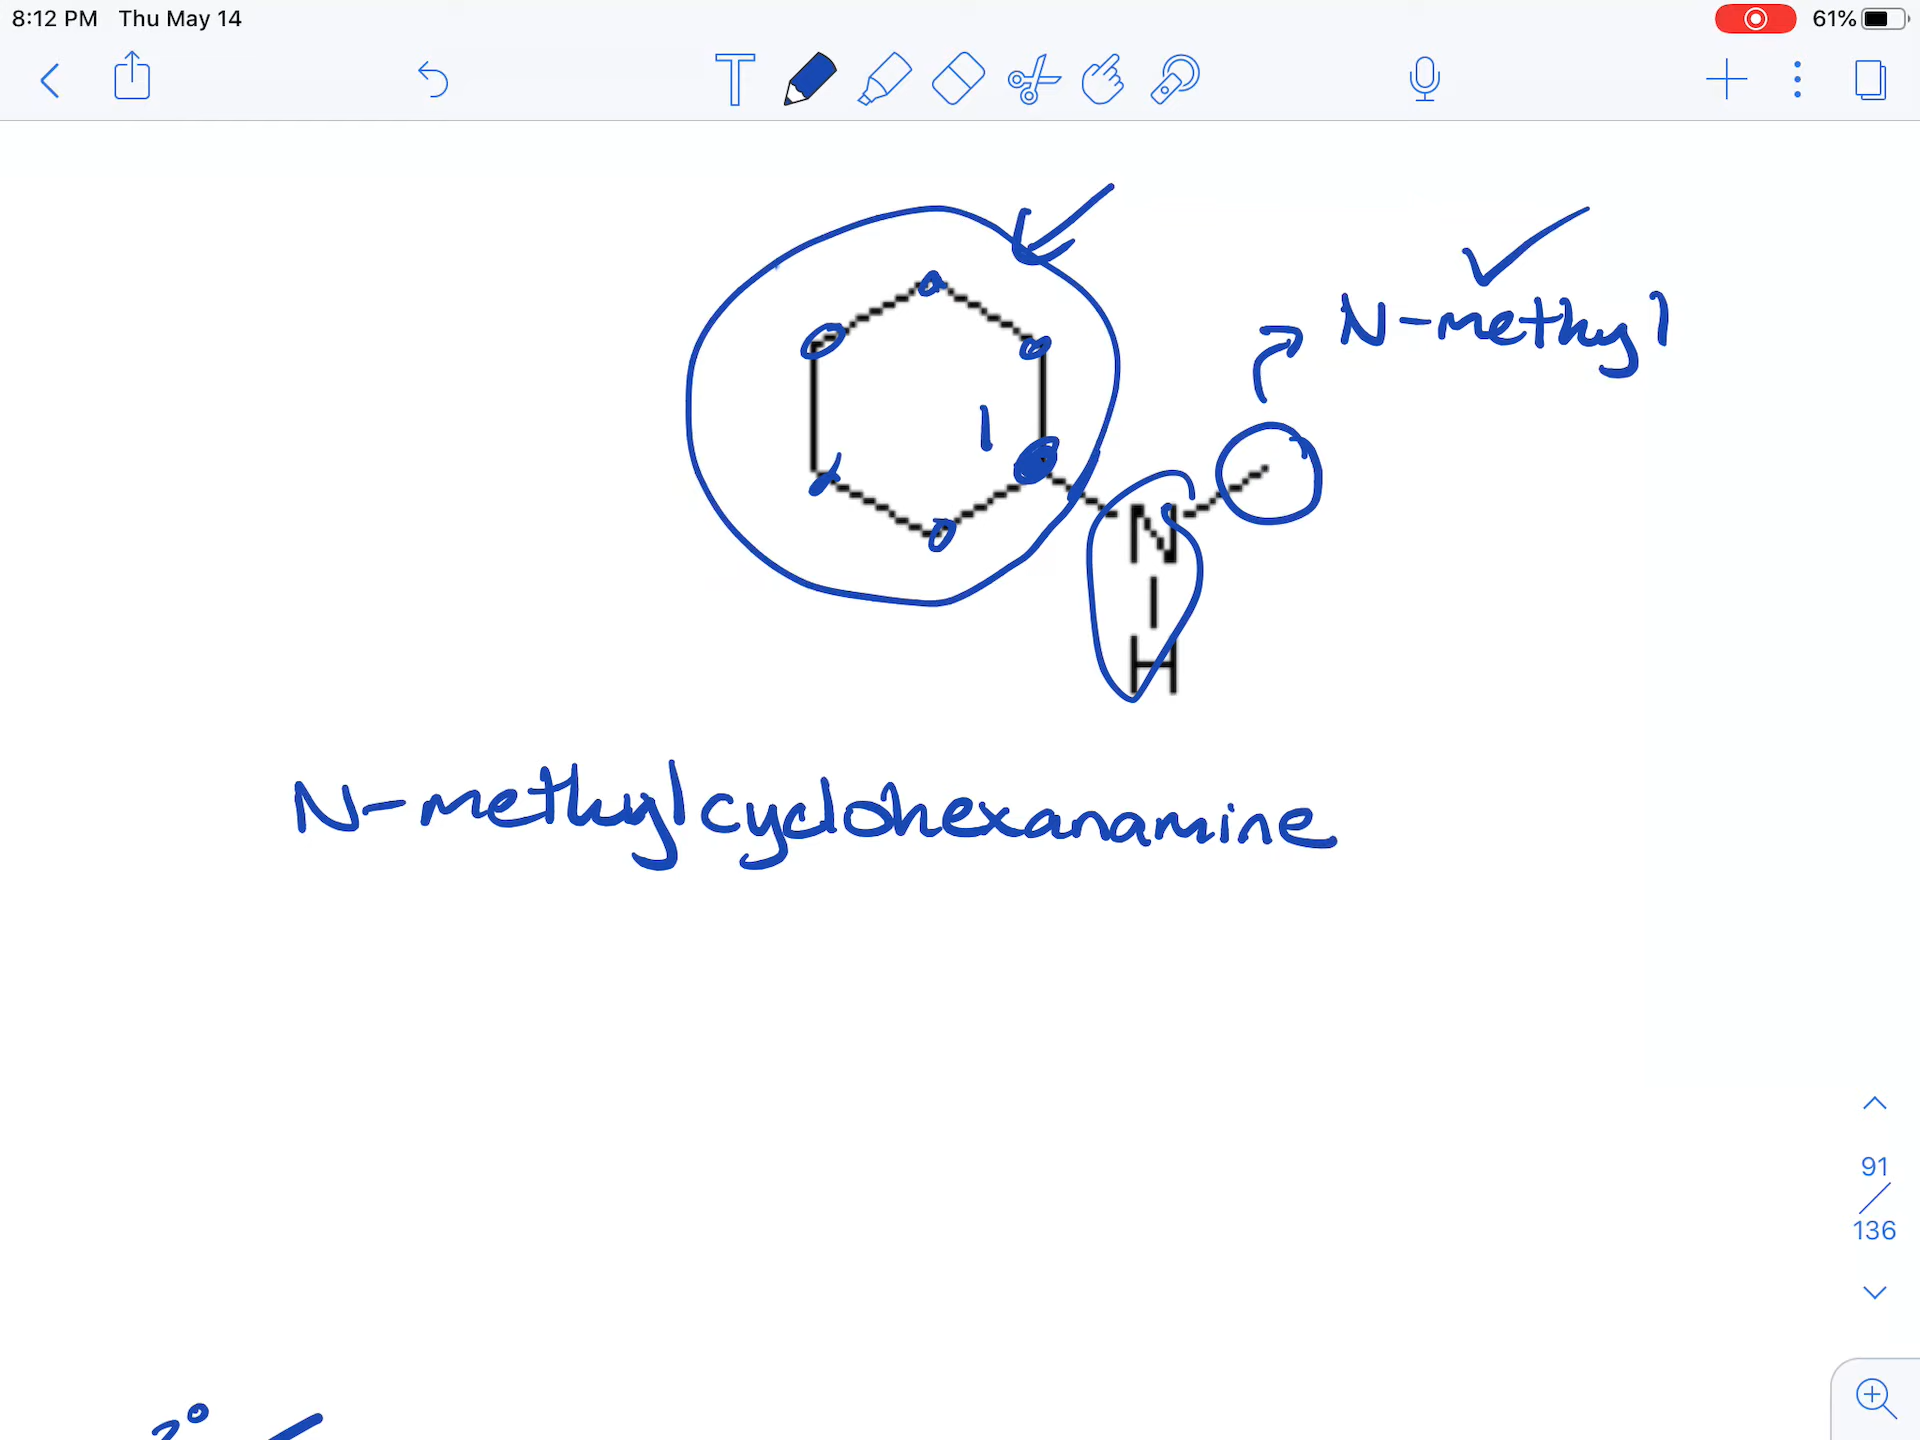 8:12 PM Thu May 14
61%
T
N-methyl
1
N
H
N-methylcyclohexanamine
91
136